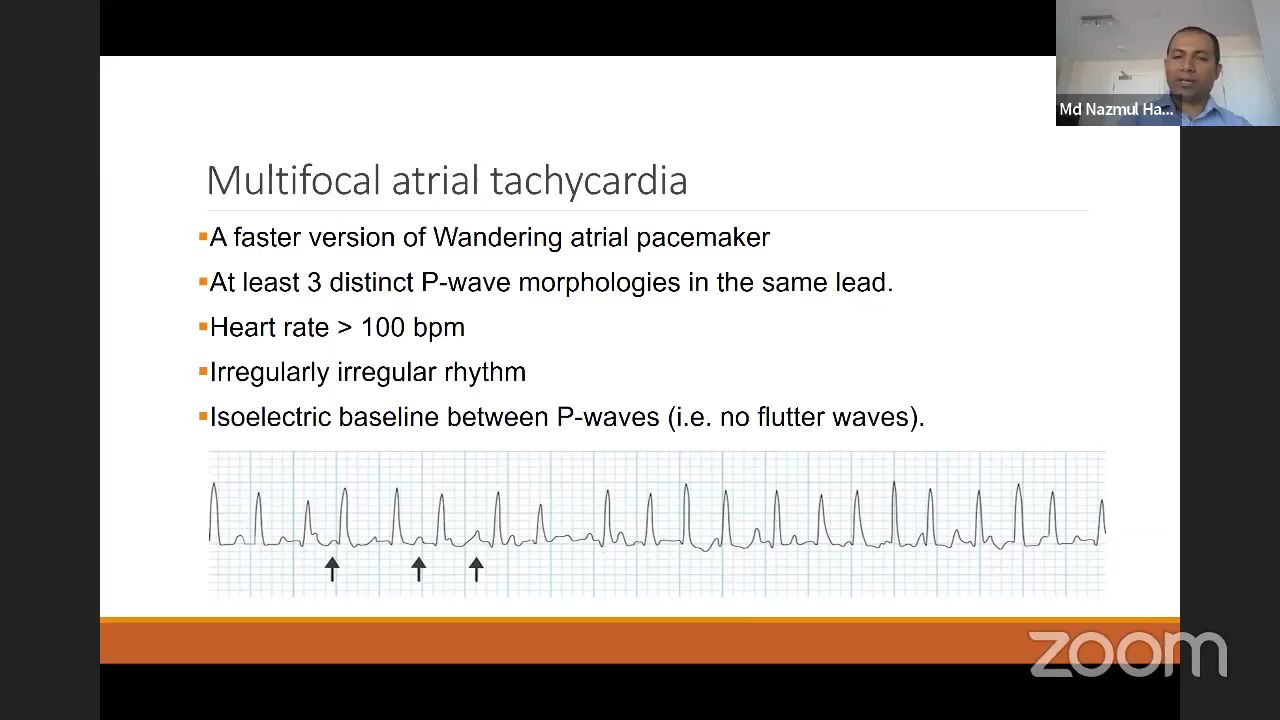 Md Nazmul Ha...
Multifocal atrial tachycardia
▪A faster version of Wandering atrial pacemaker
▪At least 3 distinct P-wave morphologies in the same lead.
▪Heart rate > 100 bpm
▪Irregularly irregular rhythm
▪Isoelectric baseline between P-waves (i.e. no flutter waves).
zoom